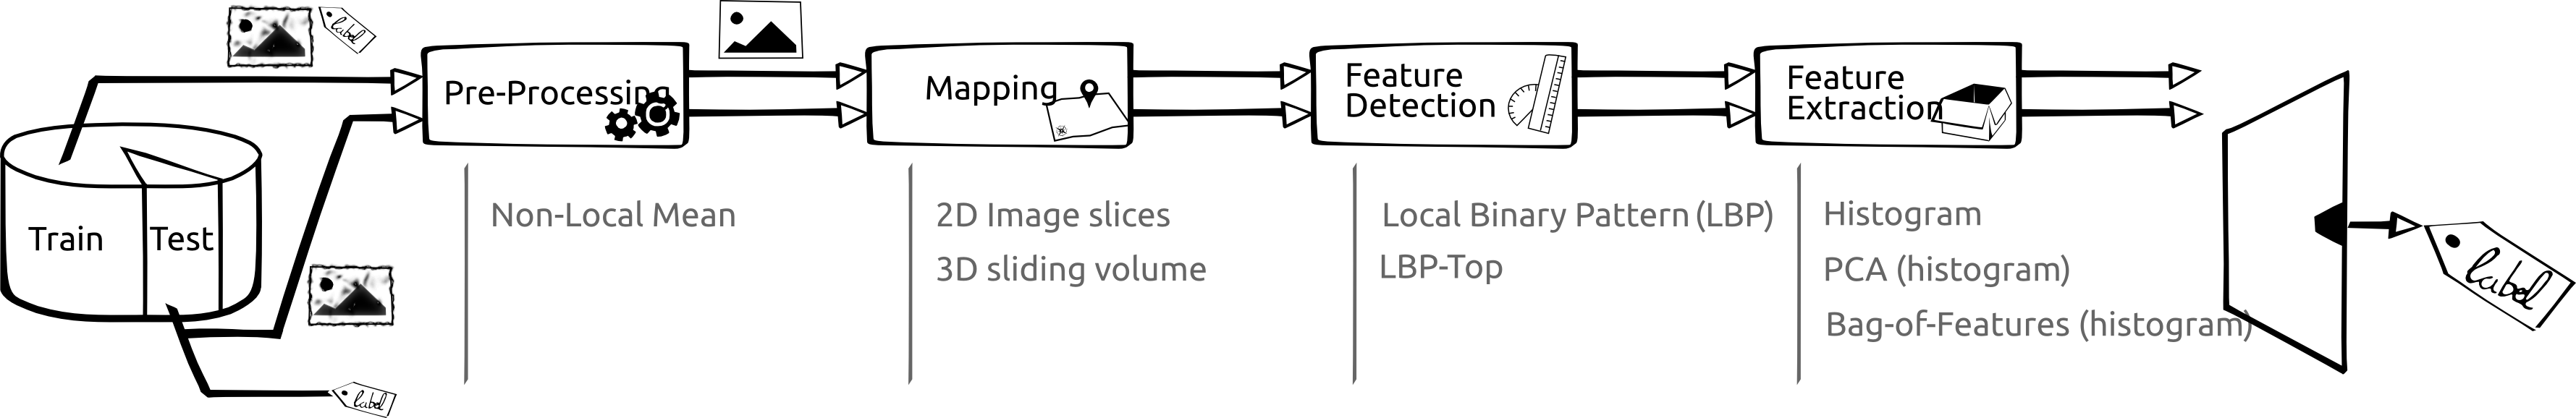 label
Pre-Processing
Mapping
Feature
Detection
Feature
Extraction
Train
Test
Non-Local Mean
2D Image slices
3D sliding volume
Local Binary Pattern (LBP)
LBP-Top
Histogram
PCA (histogram)
Bag-of-Features (histogram)
label
label